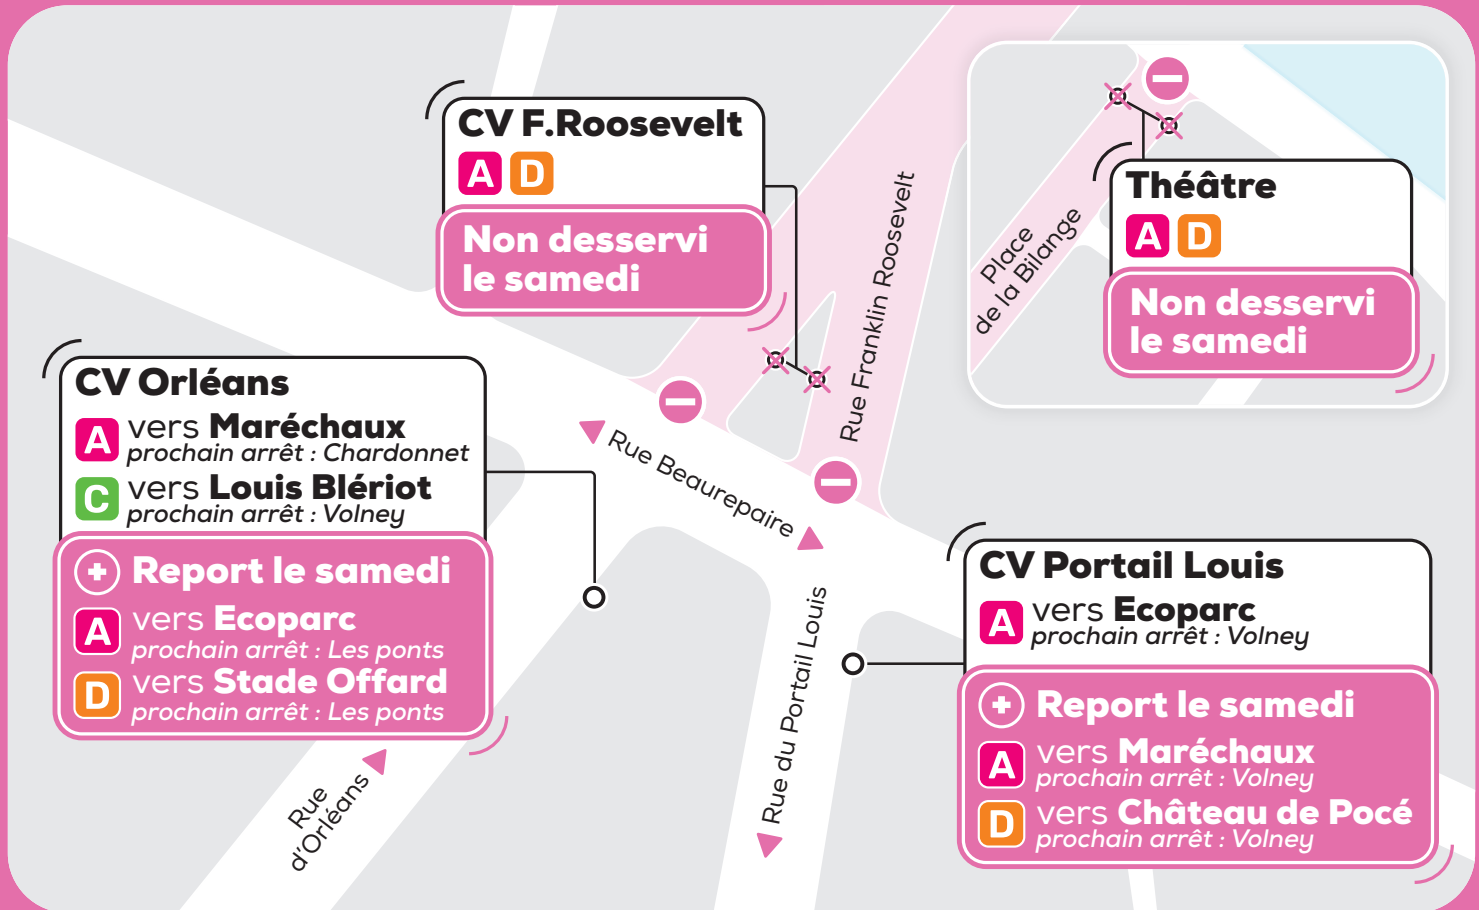 CV F.Roosevelt
A D
Non desservi
le samedi
Rue Franklin Roosevelt
Place
de la Bilange
Théâtre
A D
Non desservi
le samedi
CV Orléans
A vers Maréchaux
prochain arrêt : Chardonnet
C vers Louis Blériot
prochain arrêt : Volney
+ Report le samedi
A vers Ecoparc
prochain arrêt : Les ponts
D vers Stade Offard
prochain arrêt : Les ponts
Rue Beaurepaire
Rue
d'Orléans
Rue du Portail Louis
CV Portail Louis
A vers Ecoparc
prochain arrêt : Volney
+ Report le samedi
A vers Maréchaux
prochain arrêt : Volney
D vers Château de Pocé
prochain arrêt : Volney